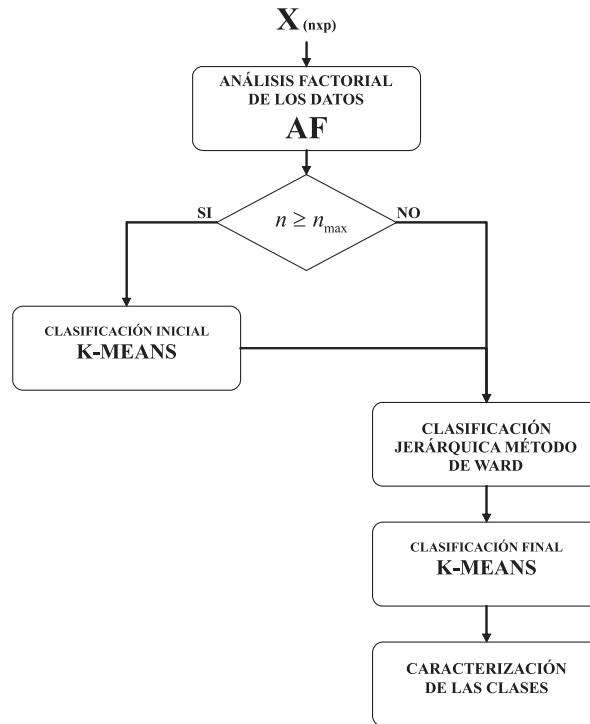 X (nxp)
ANÁLISIS FACTORIAL
DE LOS DATOS
AF
SI
n ≥ n max
NO
CLASIFICACIÓN INICIAL
K-MEANS
CLASIFICACIÓN
JERÁRQUICA MÉTODO
DE WARD
CLASIFICACIÓN FINAL
K-MEANS
CARACTERIZACIÓN
DE LAS CLASES